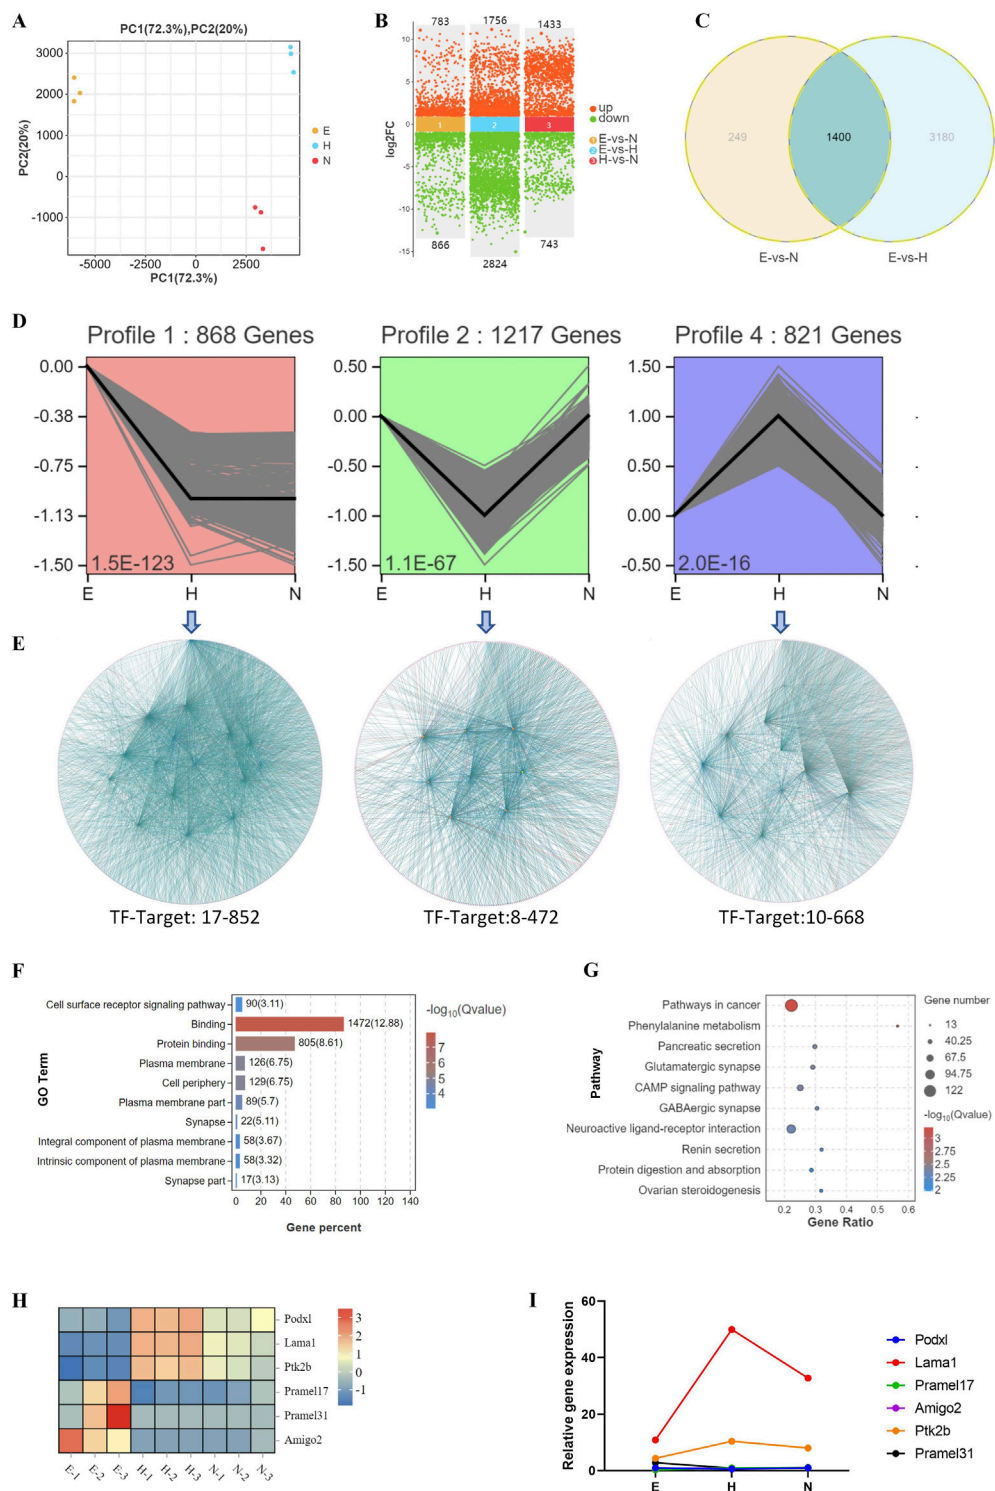 A
PC1(72.3%),PC2(20%)
3000
2000
1000
0
-1000
PC2(20%)
-5000 -2500 0 2500
PC1(72.3%)
E
H
N
B
783 1756 1433
10
5
0
-5
-10
-15
log2FC
1 2 3
866 2824 743
up
down
1 E-vs-N
2 E-vs-H
3 H-vs-N
C
249 1400 3180
E-vs-N E-vs-H
D
Profile 1 : 868 Genes
0.00
-0.38
-0.75
-1.13
-1.50
1.5E-123
E H N
Profile 2 : 1217 Genes
0.50
0.00
-0.50
-1.00
-1.50
1.1E-67
E H N
Profile 4 : 821 Genes
1.50
1.00
0.50
0.00
-0.50
2.0E-16
E H N
E
TF-Target: 17-852
TF-Target:8-472
TF-Target:10-668
F
GO Term
Cell surface receptor signaling pathway 90(3.11)
Binding 1472(12.88)
Protein binding 805(8.61)
Plasma membrane 126(6.75)
Cell periphery 129(6.75)
Plasma membrane part 89(5.7)
Synapse 22(5.11)
Integral component of plasma membrane 58(3.67)
Intrinsic component of plasma membrane 58(3.32)
Synapse part 17(3.13)
0 20 40 60 80 100 120 140
Gene percent
-log10(Qvalue)
7
6
5
4
G
Pathway
Pathways in cancer
Phenylalanine metabolism
Pancreatic secretion
Glutamatergic synapse
CAMP signaling pathway
GABAergic synapse
Neuroactive ligand-receptor interaction
Renin secretion
Protein digestion and absorption
Ovarian steroidogenesis
0.2 0.3 0.4 0.5 0.6
Gene Ratio
Gene number
13
40.25
67.5
94.75
122
-log10(Qvalue)
3
2.75
2.5
2.25
2
H
Podxl
Lama1
Ptk2b
Pramel17
Pramel31
Amigo2
E-1 E-2 E-3 H-1 H-2 H-3 N-1 N-2 N-3
3
2
1
0
-1
I
Relative gene expression
60
40
20
0
E H N
Podxl
Lama1
Pramel17
Amigo2
Ptk2b
Pramel31